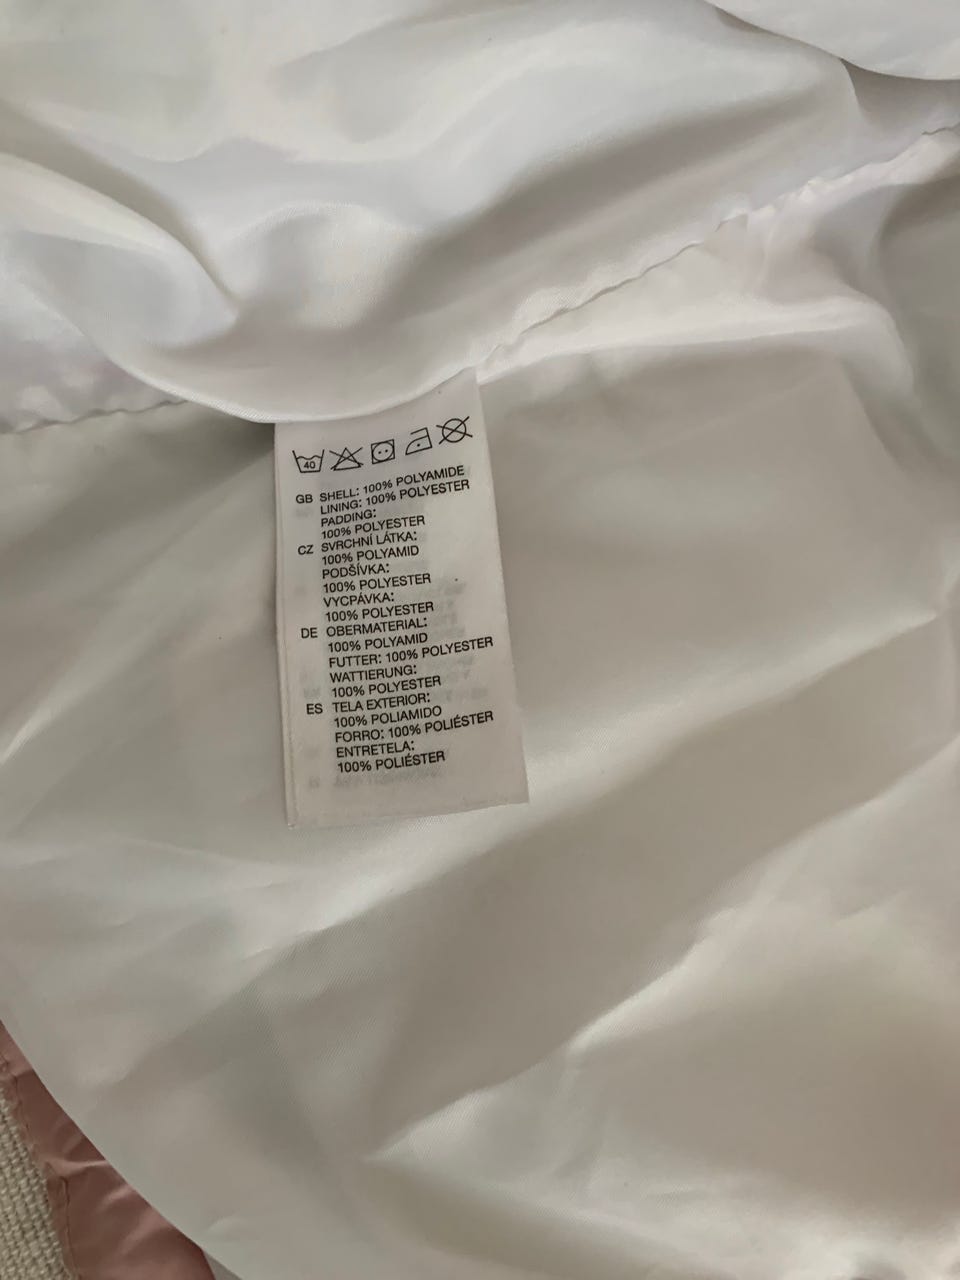 40
GB SHELL: 100% POLYAMIDE
LINING: 100% POLYESTER
PADDING:
100% POLYESTER
CZ SVRCHNÍ LÁTKA:
100% POLYAMID
PODŠÍVKA:
100% POLYESTER
VYCPÁVKA:
100% POLYESTER
DE OBERMATERIAL:
100% POLYAMID
FUTTER: 100% POLYESTER
WATTIERUNG:
100% POLYESTER
ES TELA EXTERIOR:
100% POLIAMIDO
FORRO: 100% POLIÉSTER
ENTRETELA:
100% POLIÉSTER